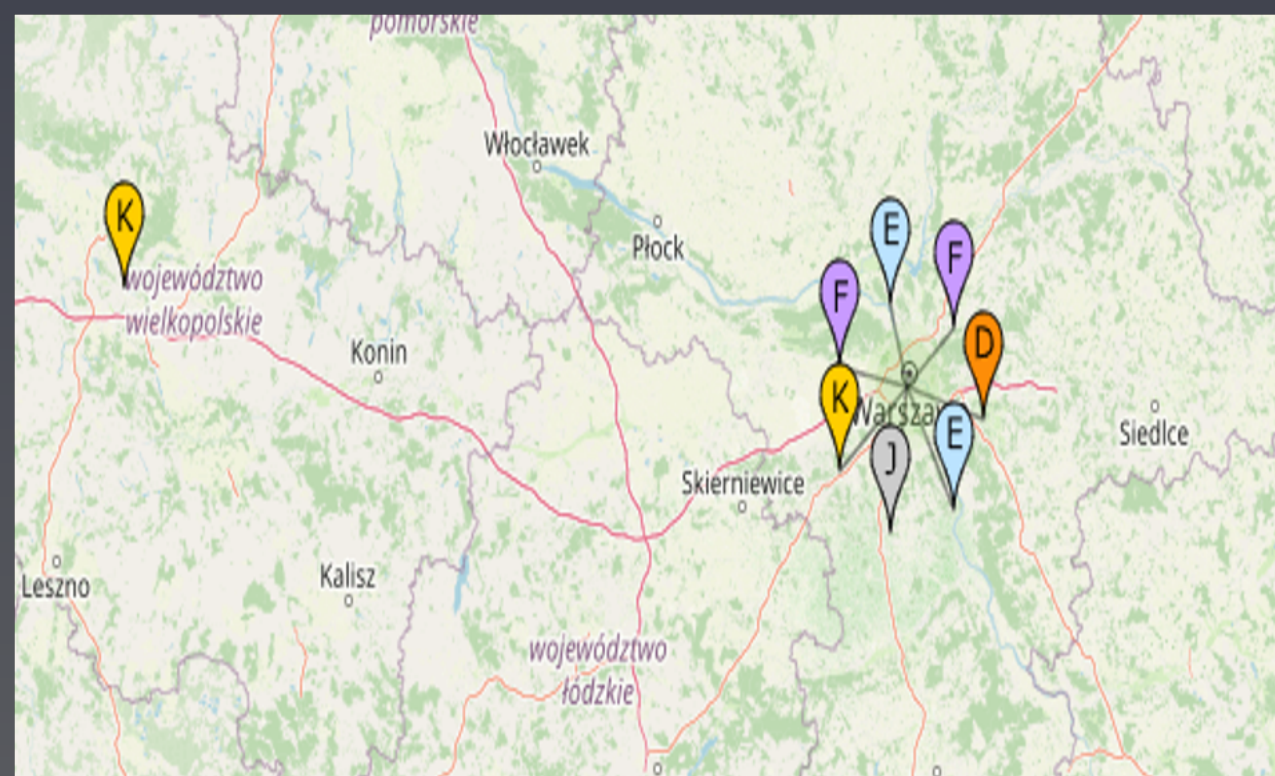 pomorskie
Włocławek
K
E
F
Płock
województwo
wielkopolskie
F
D
Konin
K
E
J
Siedlce
Skierniewice
Leszno
Kalisz
województwo
łódzkie